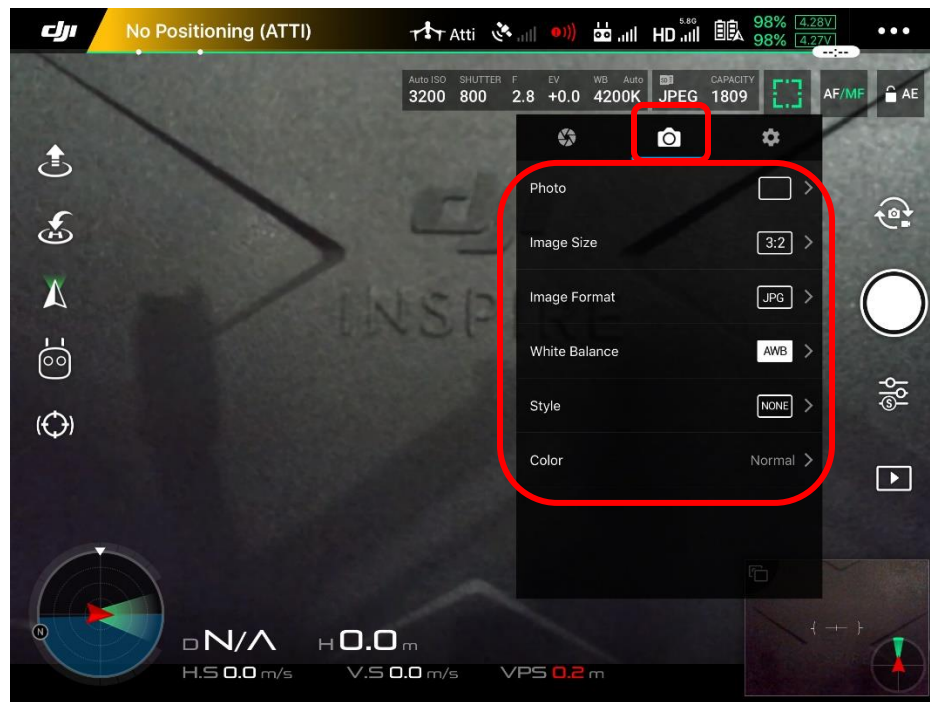 dji No Positioning (ATTI) Atti HD 5.8G 98% 4.28V
98% 4.27V
--:--
Auto ISO SHUTTER F EV WB Auto CAPACITY
3200 800 2.8 +0.0 4200K JPEG 1809 AF/MF AE
Photo
Image Size 3:2
Image Format JPG
White Balance AWB
Style NONE
Color Normal
dji
INSPIRE
S
N
D N/A H 0.0 m
H.S 0.0 m/s V.S 0.0 m/s VPS 0.2 m